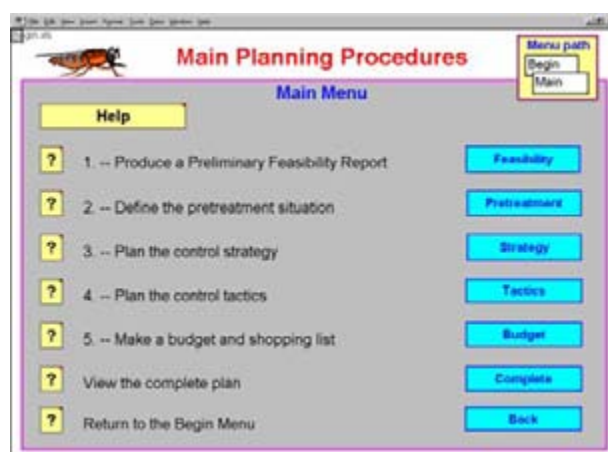 Main Planning Procedures
Menu path
Begin
Main
Main Menu
Help
? 1. -- Produce a Preliminary Feasibility Report Feasibility
? 2. -- Define the pretreatment situation Pretreatment
? 3. -- Plan the control strategy Strategy
? 4. -- Plan the control tactics Tactics
? 5. -- Make a budget and shopping list Budget
? View the complete plan Complete
? Return to the Begin Menu Back